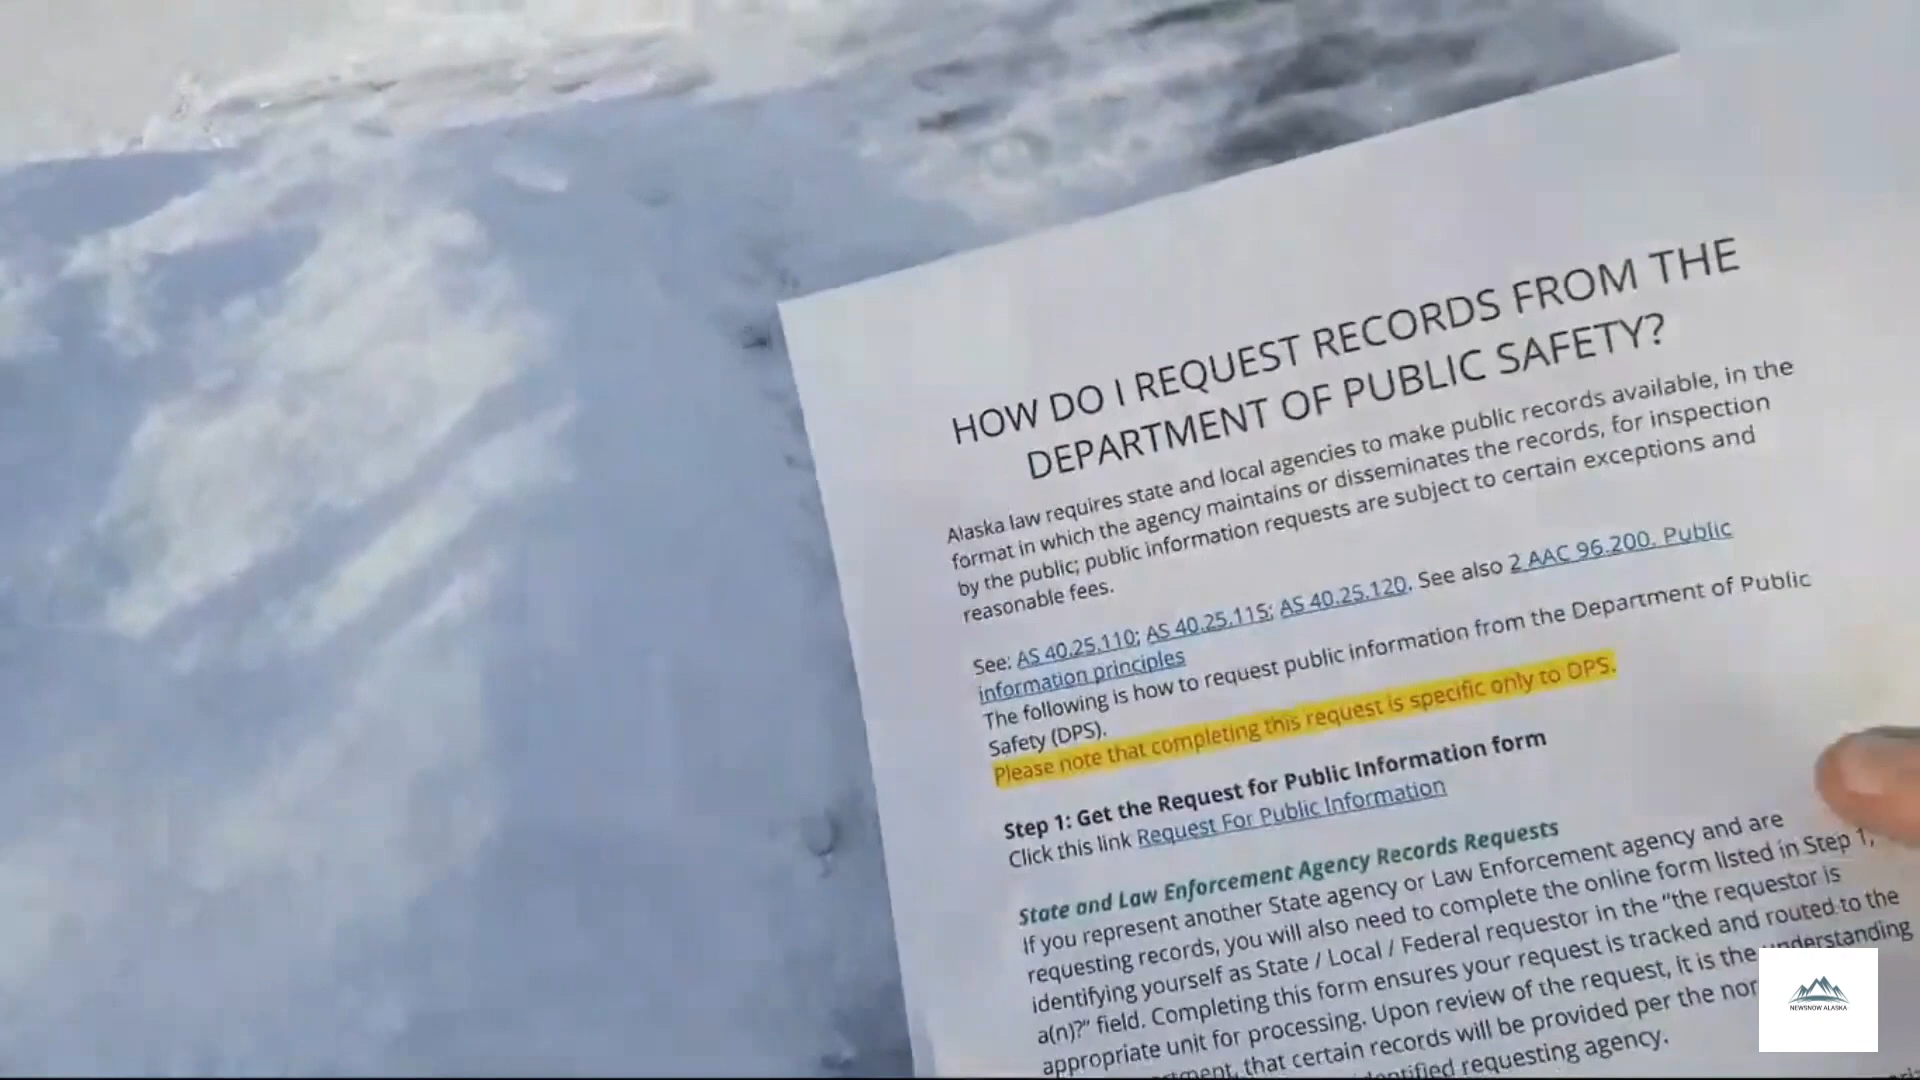 HOW DO I REQUEST RECORDS FROM THE
DEPARTMENT OF PUBLIC SAFETY?
Alaska law requires state and local agencies to make public records available, in the
format in which the agency maintains or disseminates the records, for inspection
by the public; public information requests are subject to certain exceptions and
reasonable fees.
See: AS 40.25.110; AS 40.25.115; AS 40.25.120. See also 2 AAC 96.200. Public
information principles
The following is how to request public information from the Department of Public
Safety (DPS).
Please note that completing this request is specific only to DPS.
Step 1: Get the Request for Public Information form
Click this link Request For Public Information
State and Law Enforcement Agency Records Requests
If you represent another State agency or Law Enforcement agency and are
requesting records, you will also need to complete the online form listed in Step 1,
identifying yourself as State / Local / Federal requestor in the "the requestor is
a(n)?" field. Completing this form ensures your request is tracked and routed to the
appropriate unit for processing. Upon review of the request, it is the understanding
that certain records will be provided per the
requesting agency.
NEWSNOW ALASKA